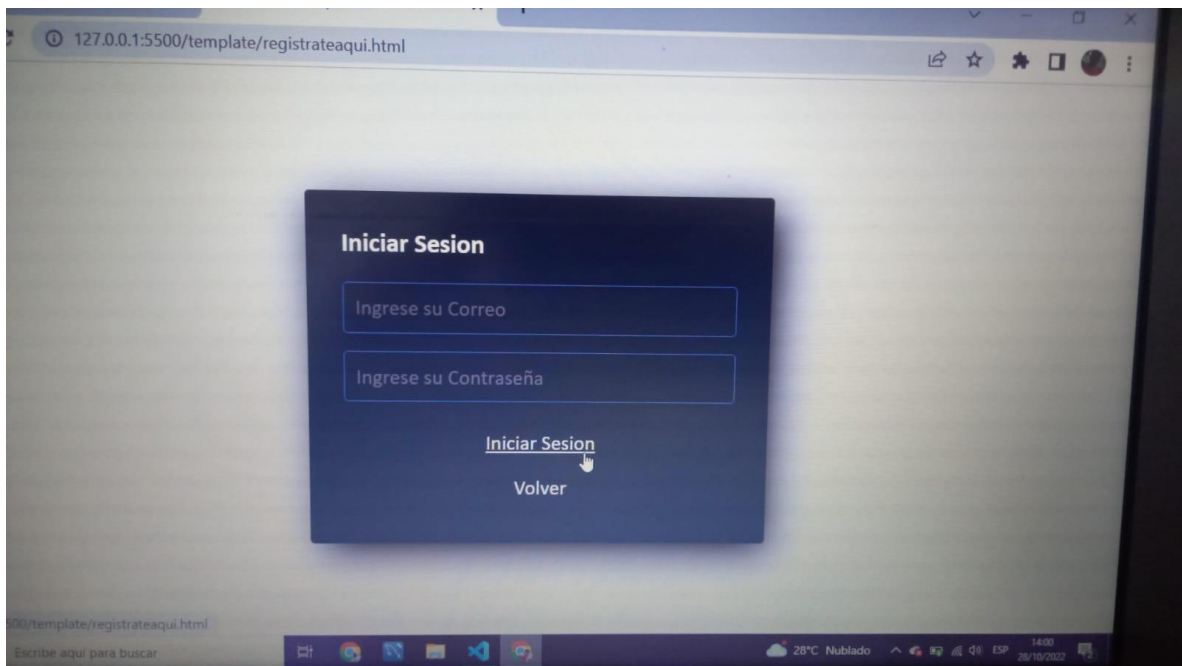 127.0.0.1:5500/template/registrateaqui.html
Iniciar Sesion
Ingrese su Correo
Ingrese su Contraseña
Iniciar Sesion
Volver
500/template/registrateaqui.html
Escribe aquí para buscar
28°C Nublado
ESP
14:00
28/10/2022